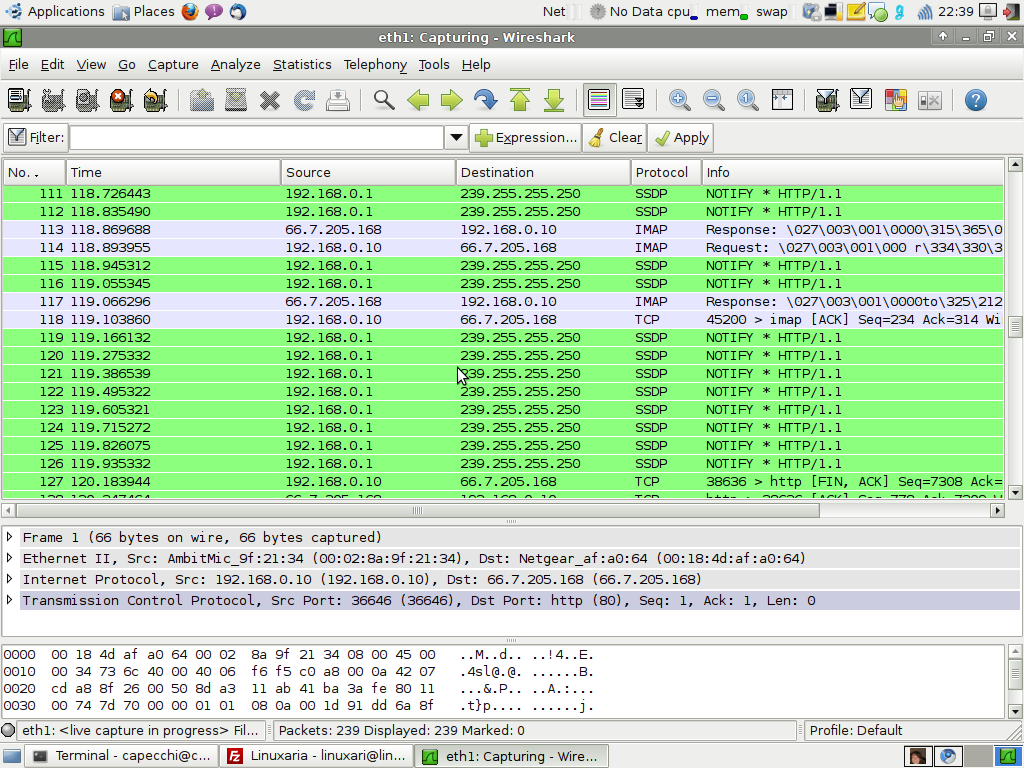 Applications Places Net No Data cpu mem swap 22:39
eth1: Capturing - Wireshark
File Edit View Go Capture Analyze Statistics Telephony Tools Help
Filter: Expression... Clear Apply
No. . Time Source Destination Protocol Info
111 118.726443 192.168.0.1 239.255.255.250 SSDP NOTIFY * HTTP/1.1
112 118.835490 192.168.0.1 239.255.255.250 SSDP NOTIFY * HTTP/1.1
113 118.869688 66.7.205.168 192.168.0.10 IMAP Response: \027\003\001\0000\315\365\0
114 118.893955 192.168.0.10 66.7.205.168 IMAP Request: \027\003\001\000 r\334\330\3
115 118.945312 192.168.0.1 239.255.255.250 SSDP NOTIFY * HTTP/1.1
116 119.055345 192.168.0.1 239.255.255.250 SSDP NOTIFY * HTTP/1.1
117 119.066296 66.7.205.168 192.168.0.10 IMAP Response: \027\003\001\0000to\325\212
118 119.103860 192.168.0.10 66.7.205.168 TCP 45200 > imap [ACK] Seq=234 Ack=314 Wi
119 119.166132 192.168.0.1 239.255.255.250 SSDP NOTIFY * HTTP/1.1
120 119.275332 192.168.0.1 239.255.255.250 SSDP NOTIFY * HTTP/1.1
121 119.386539 192.168.0.1 239.255.255.250 SSDP NOTIFY * HTTP/1.1
122 119.495322 192.168.0.1 239.255.255.250 SSDP NOTIFY * HTTP/1.1
123 119.605321 192.168.0.1 239.255.255.250 SSDP NOTIFY * HTTP/1.1
124 119.715272 192.168.0.1 239.255.255.250 SSDP NOTIFY * HTTP/1.1
125 119.826075 192.168.0.1 239.255.255.250 SSDP NOTIFY * HTTP/1.1
126 119.935332 192.168.0.1 239.255.255.250 SSDP NOTIFY * HTTP/1.1
127 120.183944 192.168.0.10 66.7.205.168 TCP 38636 > http [FIN, ACK] Seq=7308 Ack=
Frame 1 (66 bytes on wire, 66 bytes captured)
Ethernet II, Src: AmbitMic_9f:21:34 (00:02:8a:9f:21:34), Dst: Netgear_af:a0:64 (00:18:4d:af:a0:64)
Internet Protocol, Src: 192.168.0.10 (192.168.0.10), Dst: 66.7.205.168 (66.7.205.168)
Transmission Control Protocol, Src Port: 36646 (36646), Dst Port: http (80), Seq: 1, Ack: 1, Len: 0
0000 00 18 4d af a0 64 00 02 8a 9f 21 34 08 00 45 00 ..M..d.. ..!4..E.
0010 00 34 73 6c 40 00 40 06 f6 f5 c0 a8 00 0a 42 07 .4sl@.@. ......B.
0020 cd a8 8f 26 00 50 8d a3 11 ab 41 ba 3a fe 80 11 ...&.P.. ..A.:...
0030 00 74 7d 70 00 00 01 01 08 0a 00 1d 91 dd 6a 8f .t}p.... ......j.
eth1: <live capture in progress> Fil... Packets: 239 Displayed: 239 Marked: 0 Profile: Default
Terminal - capecchi@c... Linuxaria - linuxari@lin... eth1: Capturing - Wire...